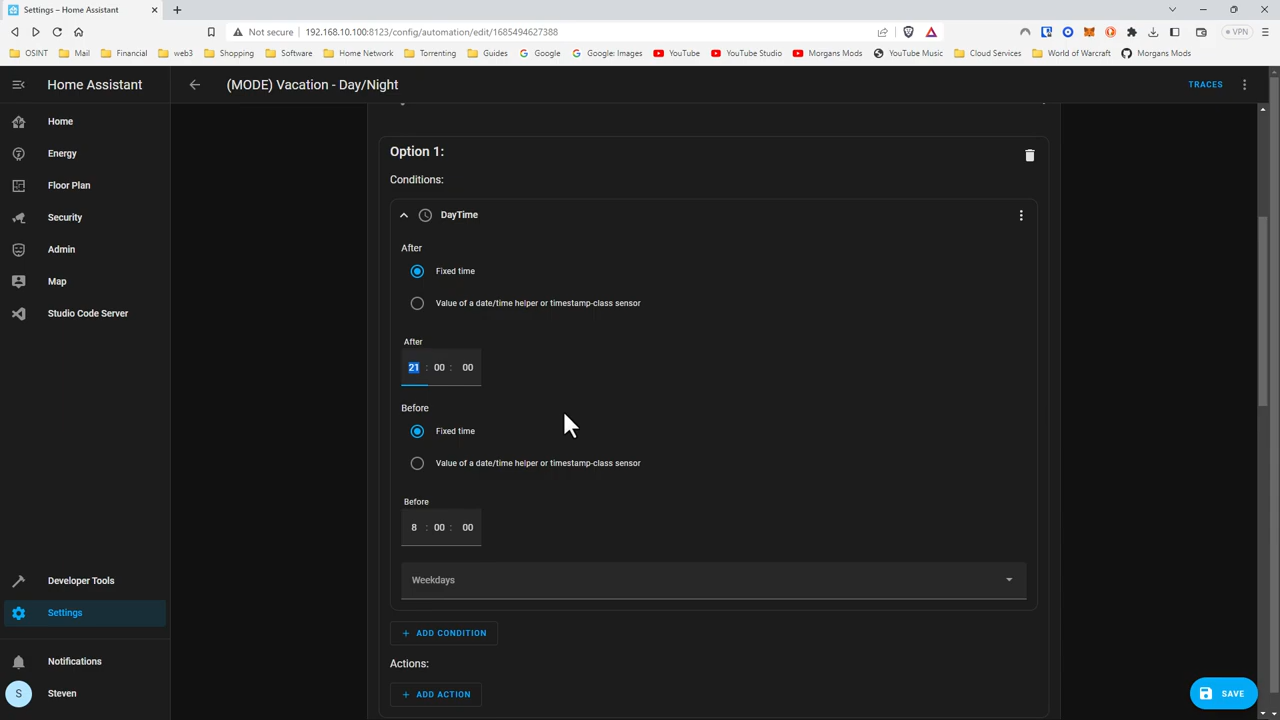 Settings – Home Assistant
Not secure
192.168.10.100:8123/config/automation/edit/1685494627388
VPN
OSINT
Mail
Financial
web3
Shopping
Software
Home Network
Torrenting
Guides
Google
Google: Images
YouTube
YouTube Studio
Morgans Mods
YouTube Music
Cloud Services
World of Warcraft
Morgans Mods
Home Assistant
(MODE) Vacation - Day/Night
TRACES
Home
Energy
Floor Plan
Security
Admin
Map
Studio Code Server
Developer Tools
Settings
Notifications
S
Steven
Option 1:
Conditions:
DayTime
After
Fixed time
Value of a date/time helper or timestamp-class sensor
After
21 : 00 : 00
Before
Fixed time
Value of a date/time helper or timestamp-class sensor
Before
8 : 00 : 00
Weekdays
+ ADD CONDITION
Actions:
+ ADD ACTION
SAVE